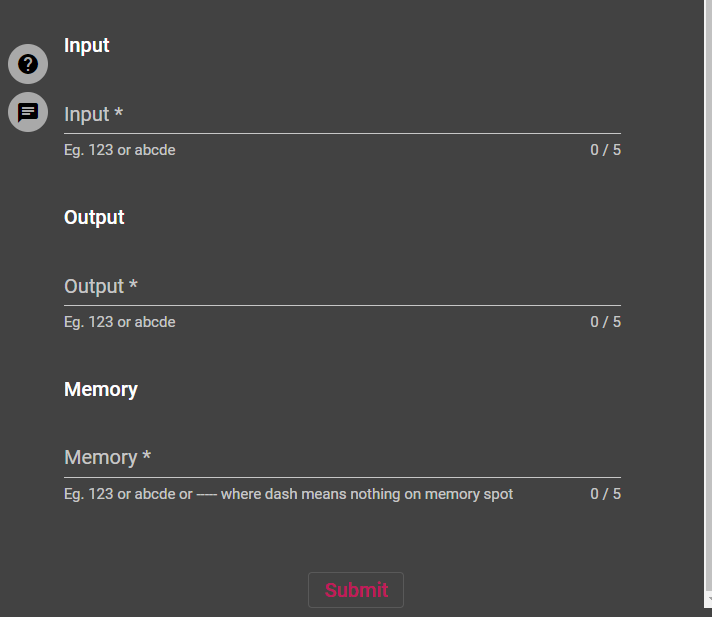 Input
Input *
Eg. 123 or abcde 0 / 5
Output
Output *
Eg. 123 or abcde 0 / 5
Memory
Memory *
Eg. 123 or abcde or ----- where dash means nothing on memory spot 0 / 5
Submit